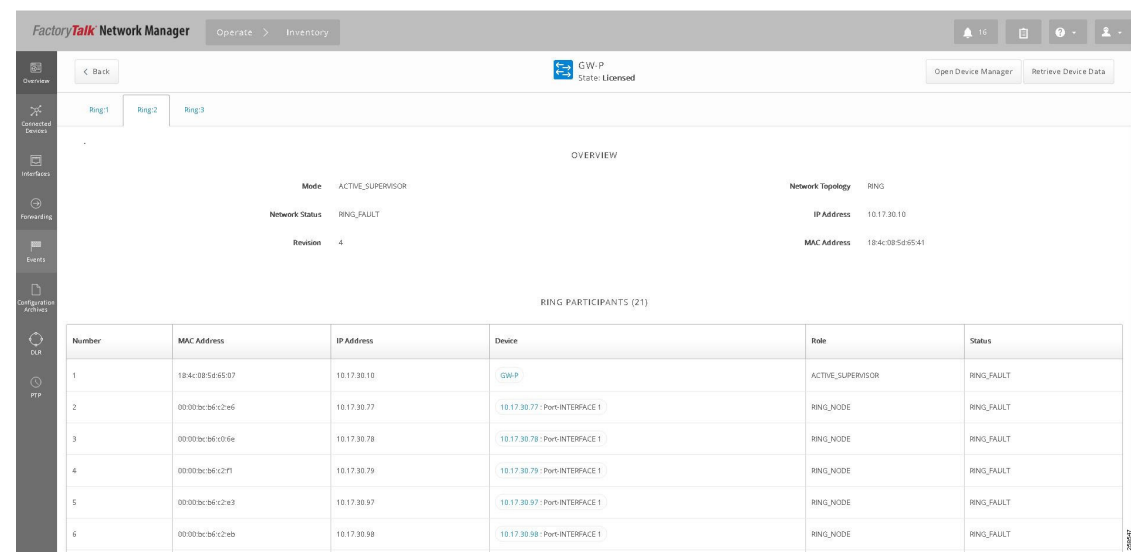 FactoryTalk Network Manager
Operate > Inventory
16
Overview
Connected Devices
Interfaces
Forwarding
Events
Configuration Archives
DLR
PTP
< Back
GW-P
State: Licensed
Open Device Manager
Retrieve Device Data
Ring:1 Ring:2 Ring:3
OVERVIEW
Mode ACTIVE_SUPERVISOR Network Topology RING
Network Status RING_FAULT IP Address 10.17.30.10
Revision 4 MAC Address 18:4c:08:5d:65:41
RING PARTICIPANTS (21)
Number MAC Address IP Address Device Role Status
1 18:4c:08:5d:65:07 10.17.30.10 GW-P ACTIVE_SUPERVISOR RING_FAULT
2 00:00:bc:b6:c2:e6 10.17.30.77 10.17.30.77 : Port-INTERFACE 1 RING_NODE RING_FAULT
3 00:00:bc:b6:c0:6e 10.17.30.78 10.17.30.78 : Port-INTERFACE 1 RING_NODE RING_FAULT
4 00:00:bc:b6:c2:f1 10.17.30.79 10.17.30.79 : Port-INTERFACE 1 RING_NODE RING_FAULT
5 00:00:bc:b6:c2:e3 10.17.30.97 10.17.30.97 : Port-INTERFACE 1 RING_NODE RING_FAULT
6 00:00:bc:b6:c2:eb 10.17.30.98 10.17.30.98 : Port-INTERFACE 1 RING_NODE RING_FAULT